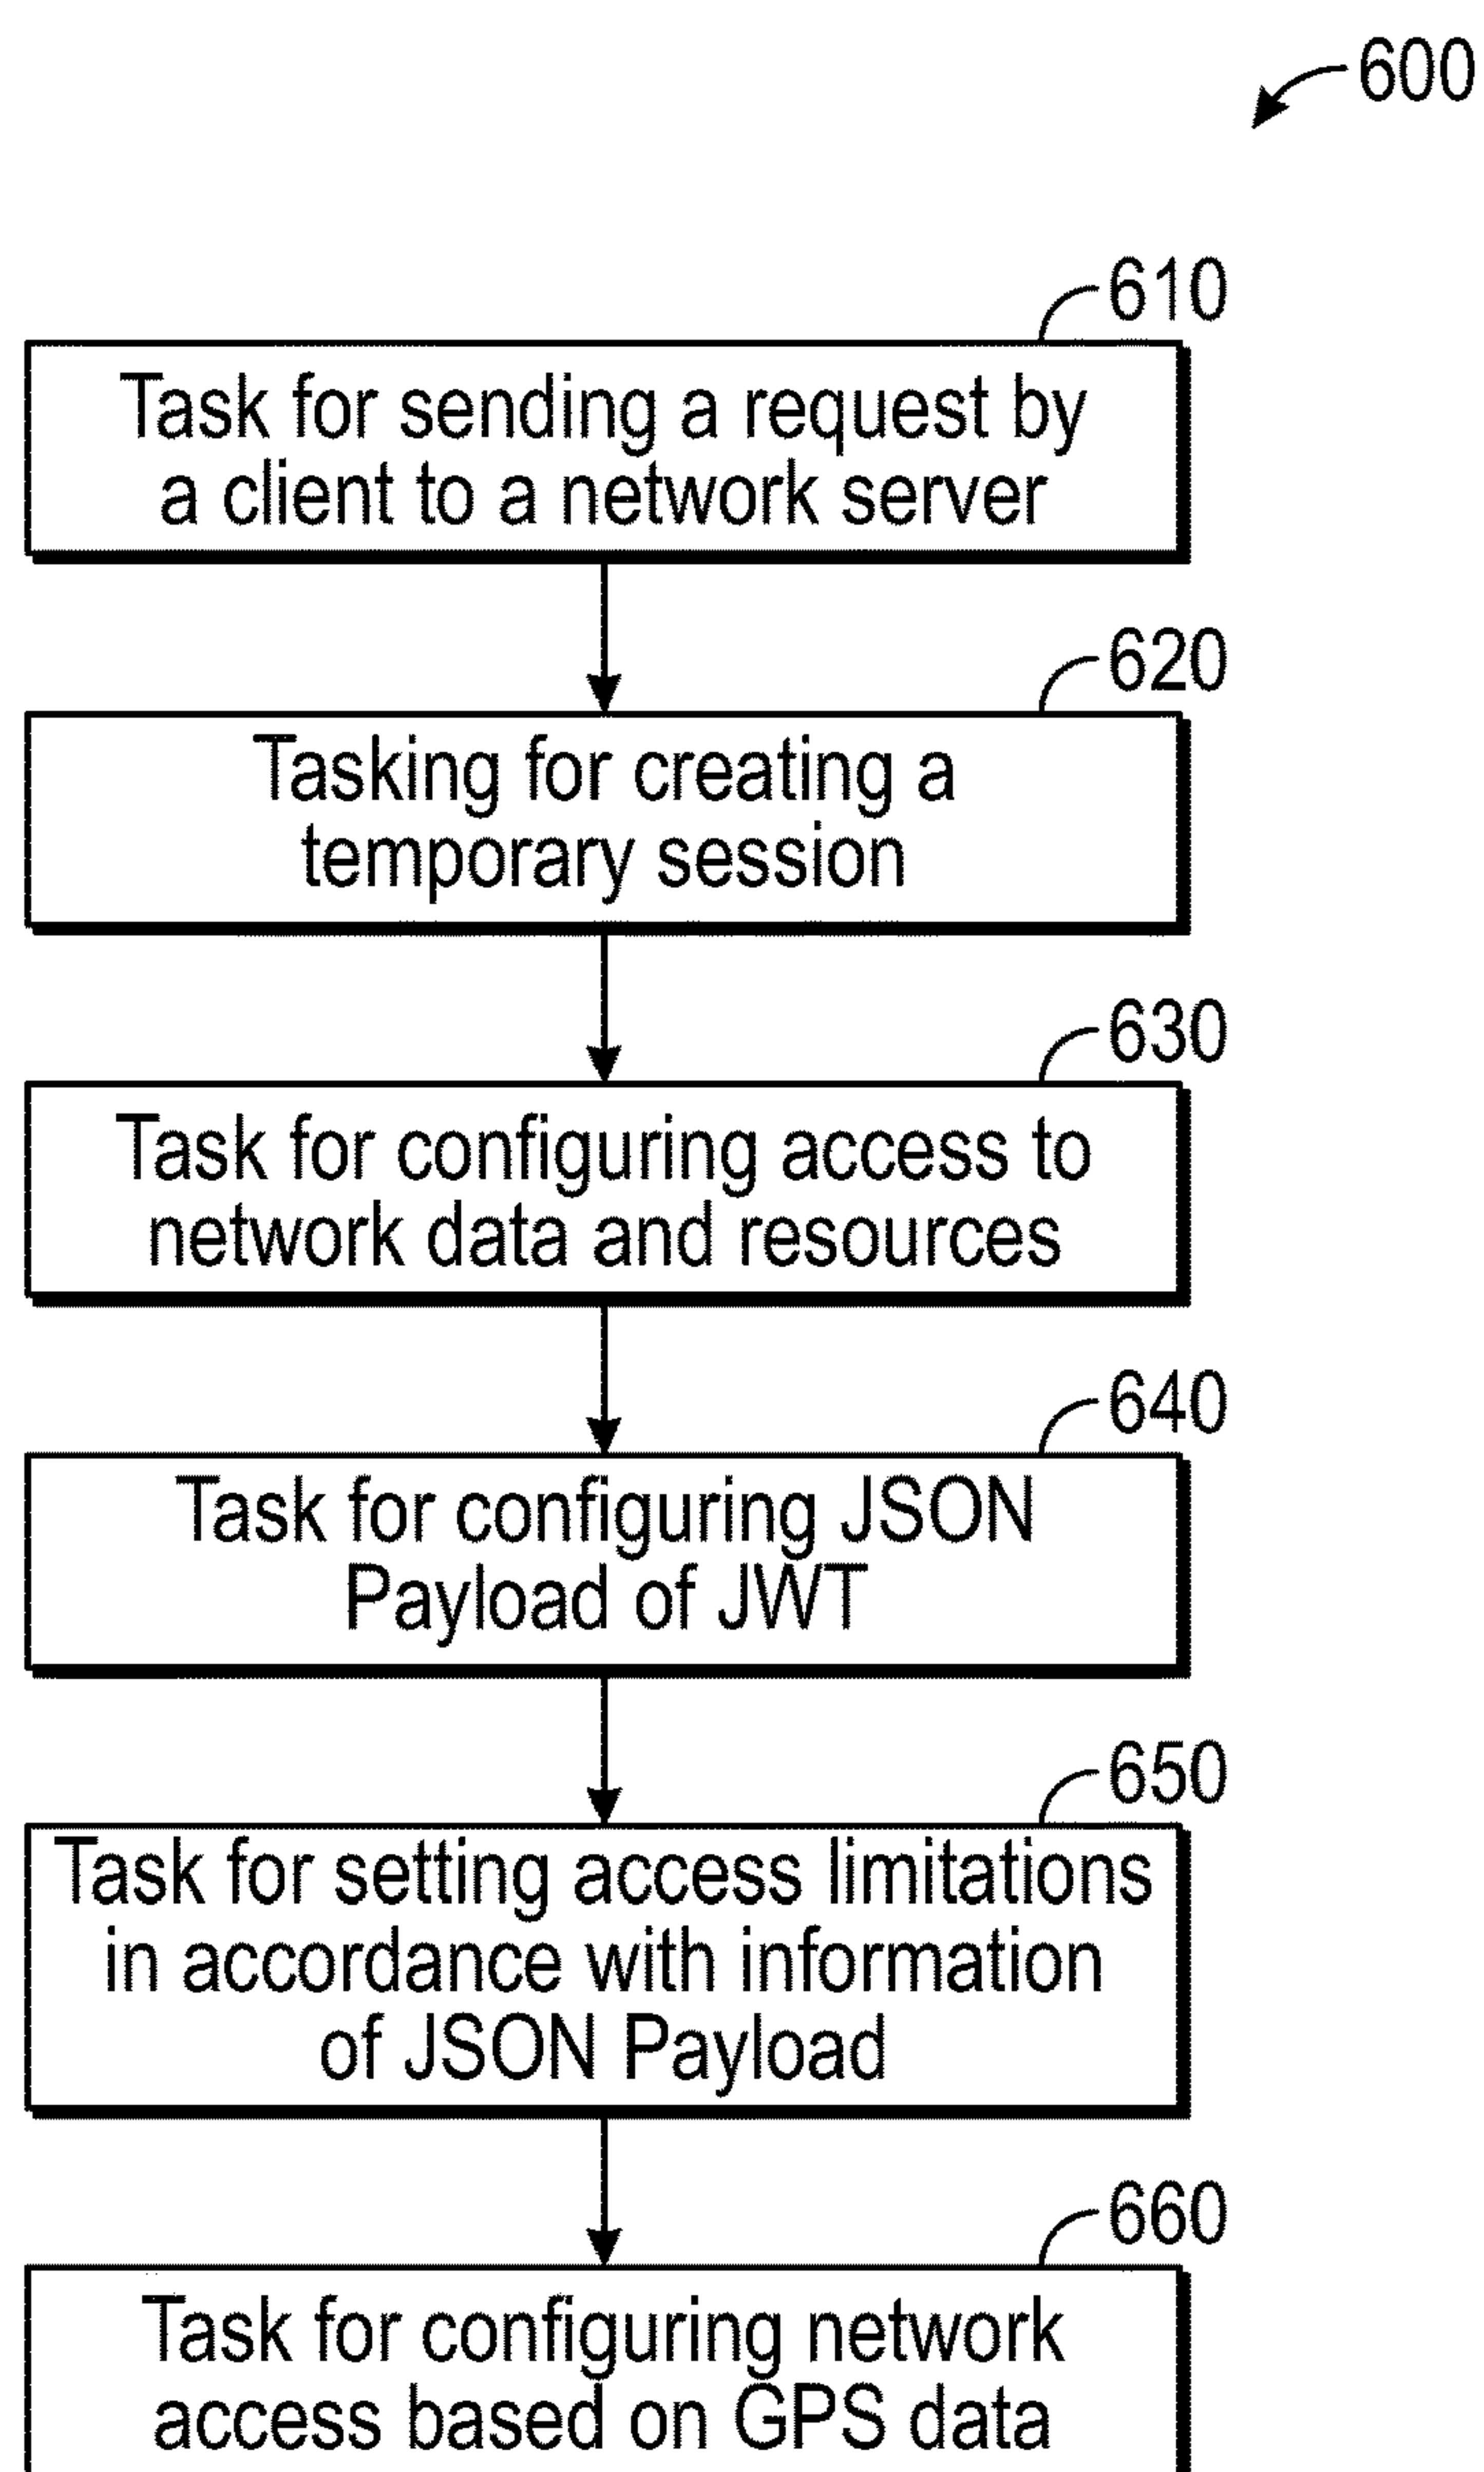 600
610
Task for sending a request by
a client to a network server
620
Tasking for creating a
temporary session
630
Task for configuring access to
network data and resources
640
Task for configuring JSON
Payload of JWT
650
Task for setting access limitations
in accordance with information
of JSON Payload
660
Task for configuring network
access based on GPS data